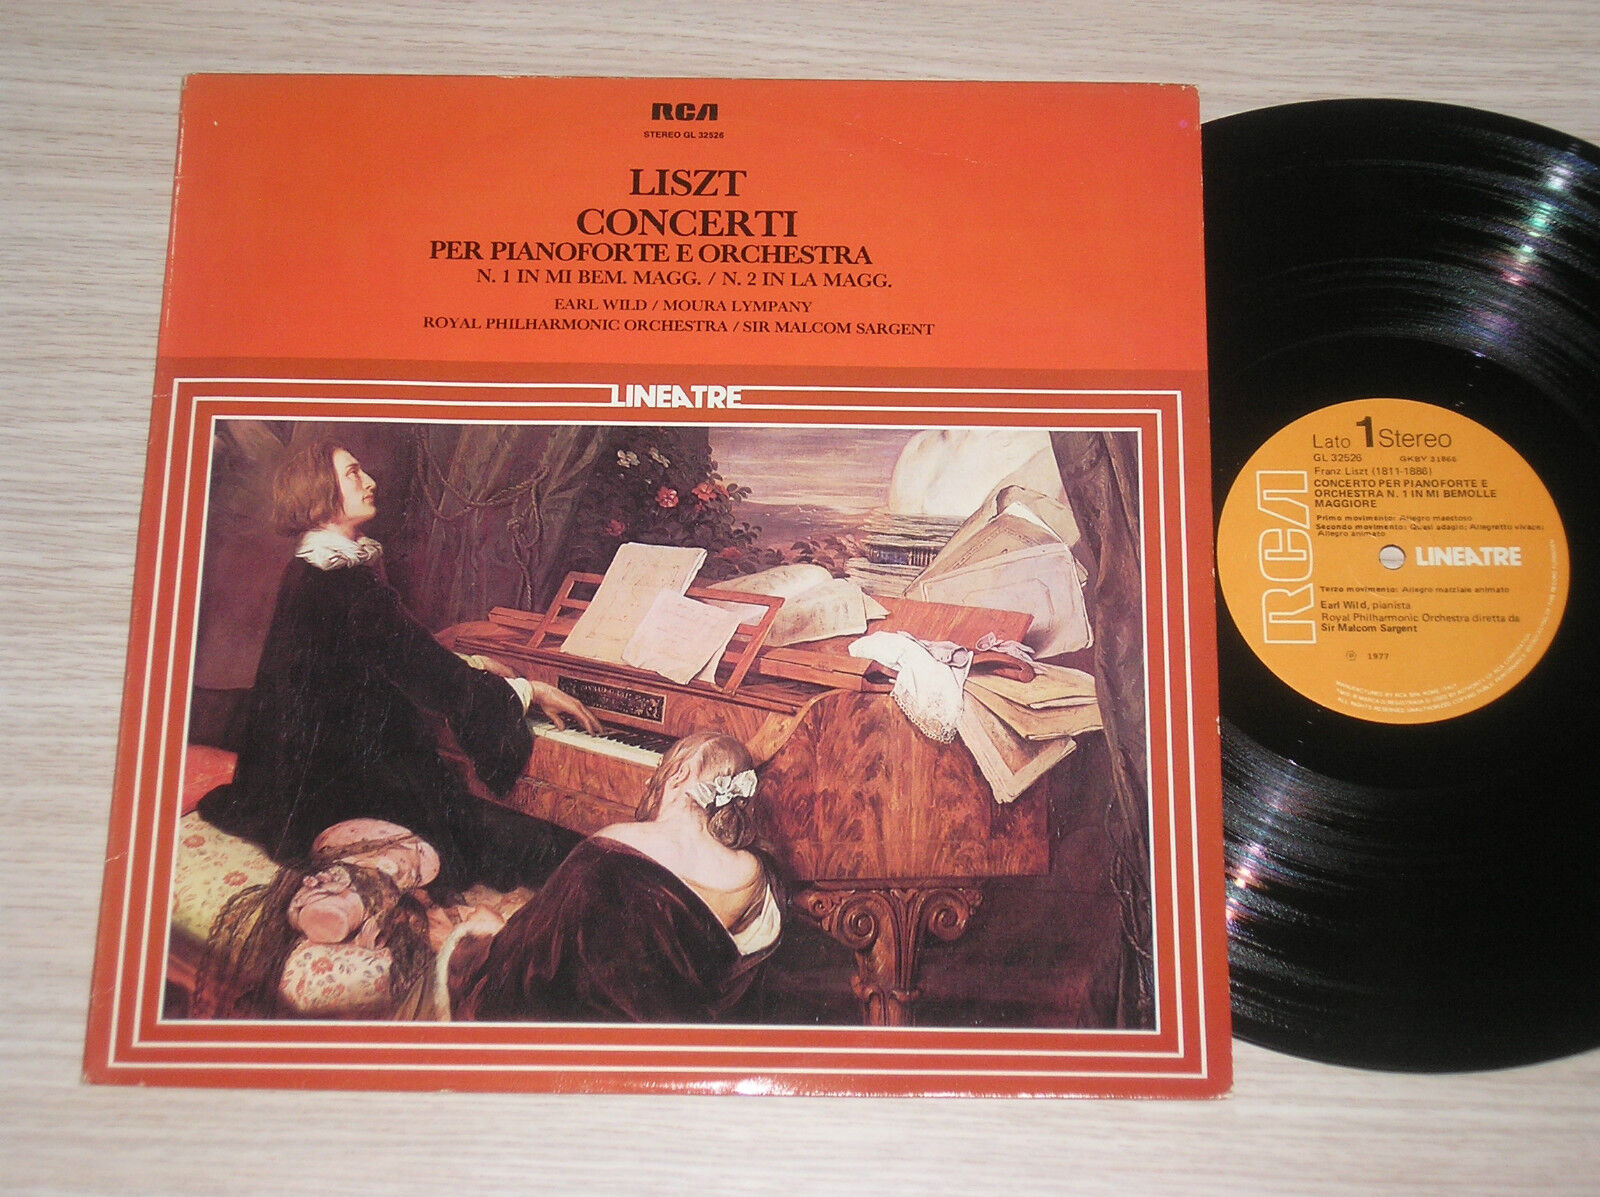 RCA
STEREO GL 32526
LISZT
CONCERTI
PER PIANOFORTE E ORCHESTRA
N. 1 IN MI BEM. MAGG. / N. 2 IN LA MAGG.
EARL WILD / MOURA LYMPANY
ROYAL PHILHARMONIC ORCHESTRA / SIR MALCOM SARGENT
LINEATRE
Lato 1 Stereo
GL 32526 GKBY 31866
Franz Liszt (1811-1886)
CONCERTO PER PIANOFORTE E
ORCHESTRA N. 1 IN MI BEMOLLE
MAGGIORE
Primo movimento: Allegro maestoso
Secondo movimento: Quasi adagio; Allegretto vivace;
Allegro animato
LINEATRE
RCA
Terzo movimento: Allegro marziale animato
Earl Wild, pianista
Royal Philharmonic Orchestra diretta da
Sir Malcom Sargent
℗ 1977